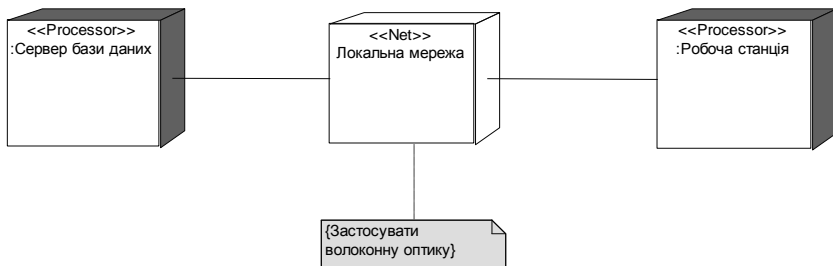 <<Processor>>
:Сервер бази даних
<<Net>>
Локальна мережа
<<Processor>>
:Робоча станція
{Застосувати
волоконну оптику}